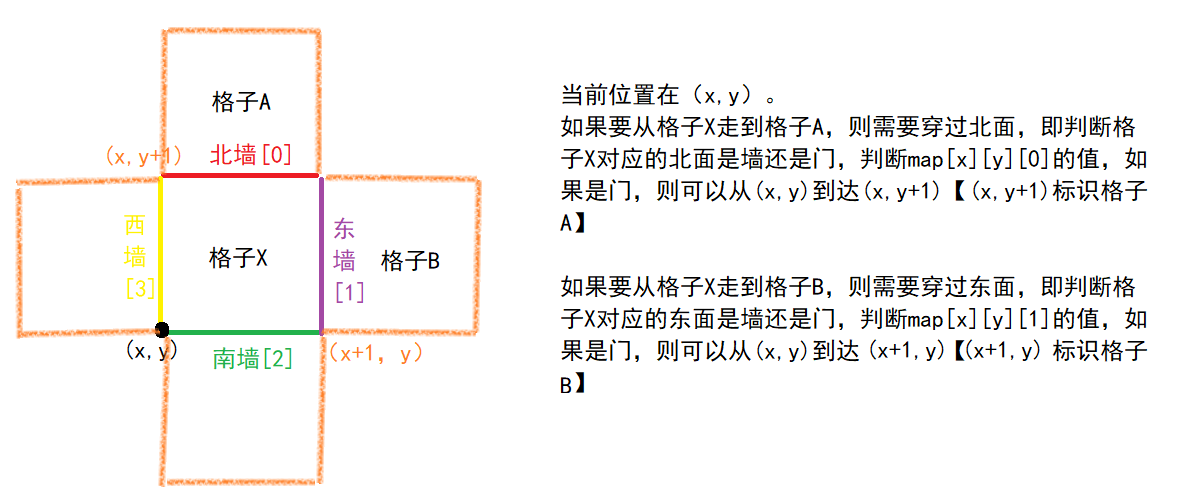 格子A
(x,y+1) 北墙[0]
西
墙
[3]
格子X
东
墙
[1]
格子B
(x,y)
南墙[2]
(x+1, y)
当前位置在（x,y）。
如果要从格子X走到格子A，则需要穿过北面，即判断格
子X对应的北面是墙还是门，判断map[x][y][0]的值，如
果是门，则可以从(x,y)到达(x,y+1)【(x,y+1)标识格子
A】
如果要从格子X走到格子B，则需要穿过东面，即判断格
子X对应的东面是墙还是门，判断map[x][y][1]的值，如
果是门，则可以从(x,y)到达(x+1,y)【(x+1,y) 标识格子
B】